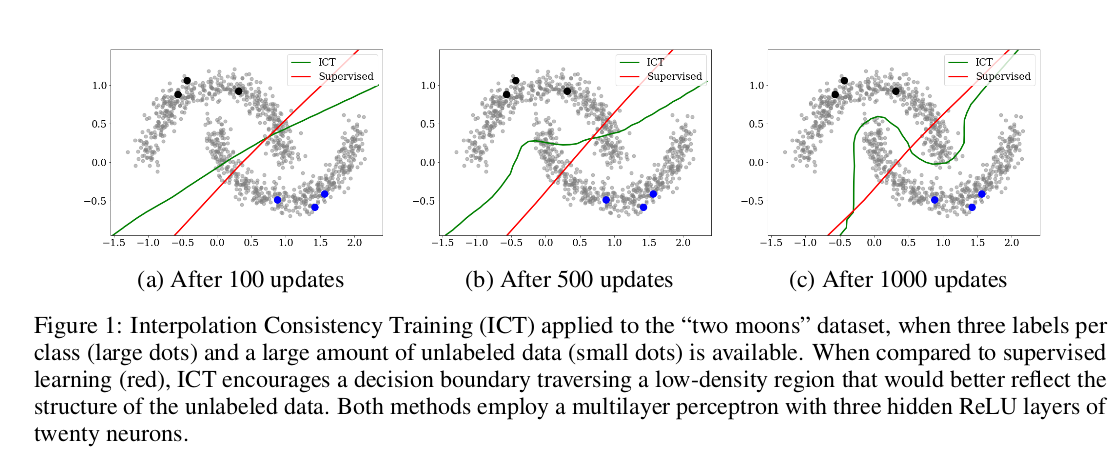 ICT
Supervised
1.0
0.5
0.0
−0.5
−1.5 −1.0 −0.5 0.0 0.5 1.0 1.5 2.0
(a) After 100 updates
ICT
Supervised
1.0
0.5
0.0
−0.5
−1.5 −1.0 −0.5 0.0 0.5 1.0 1.5 2.0
(b) After 500 updates
ICT
Supervised
1.0
0.5
0.0
−0.5
−1.5 −1.0 −0.5 0.0 0.5 1.0 1.5 2.0
(c) After 1000 updates
Figure 1: Interpolation Consistency Training (ICT) applied to the “two moons” dataset, when three labels per
class (large dots) and a large amount of unlabeled data (small dots) is available. When compared to supervised
learning (red), ICT encourages a decision boundary traversing a low-density region that would better reflect the
structure of the unlabeled data. Both methods employ a multilayer perceptron with three hidden ReLU layers of
twenty neurons.